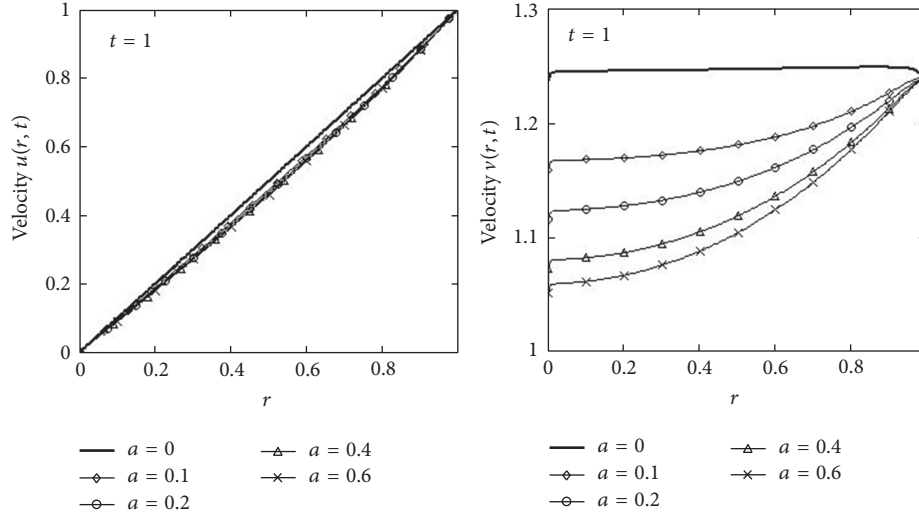 t = 1
Velocity u(r, t)
1
0.8
0.6
0.4
0.2
0
0 0.2 0.4 0.6 0.8
r
a = 0
a = 0.1
a = 0.2
a = 0.4
a = 0.6
t = 1
Velocity v(r, t)
1.3
1.2
1.1
1
0 0.2 0.4 0.6 0.8
r
a = 0
a = 0.1
a = 0.2
a = 0.4
a = 0.6